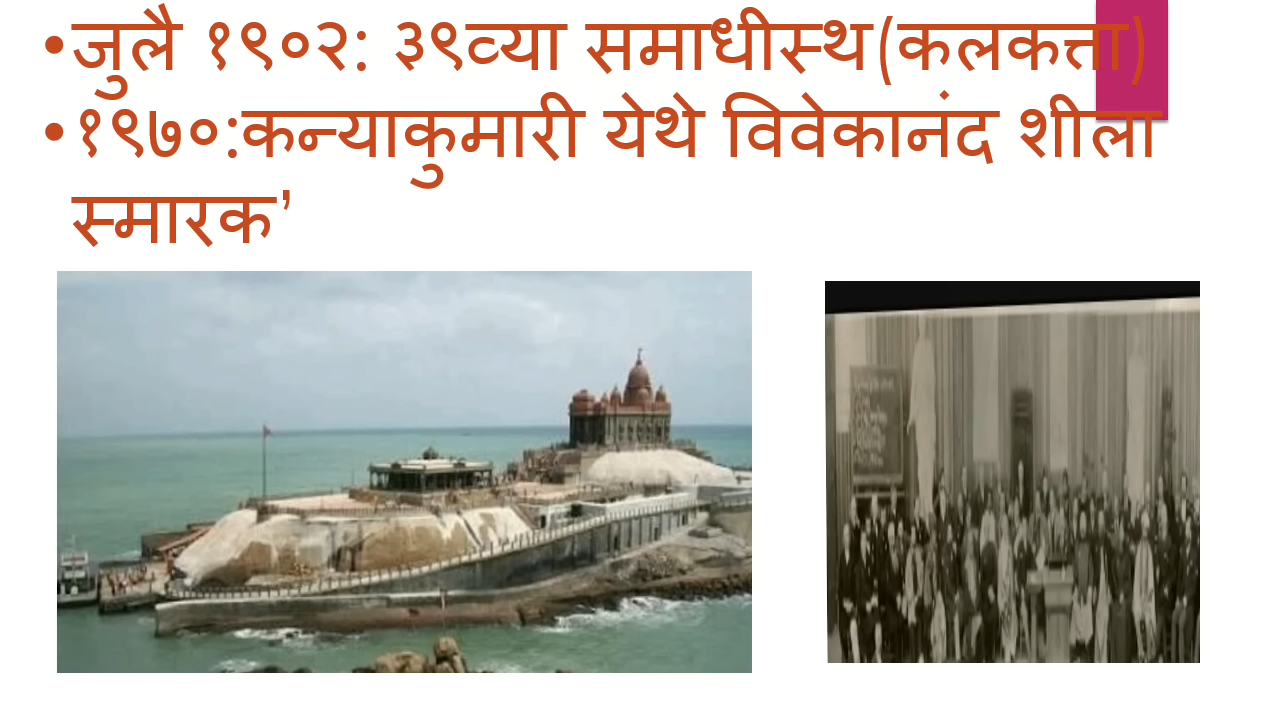 •जुलै १९०२: ३९व्या समाधीस्थ(कलकत्ता)
•१९७०:कन्याकुमारी येथे विवेकानंद शीला
स्मारक’